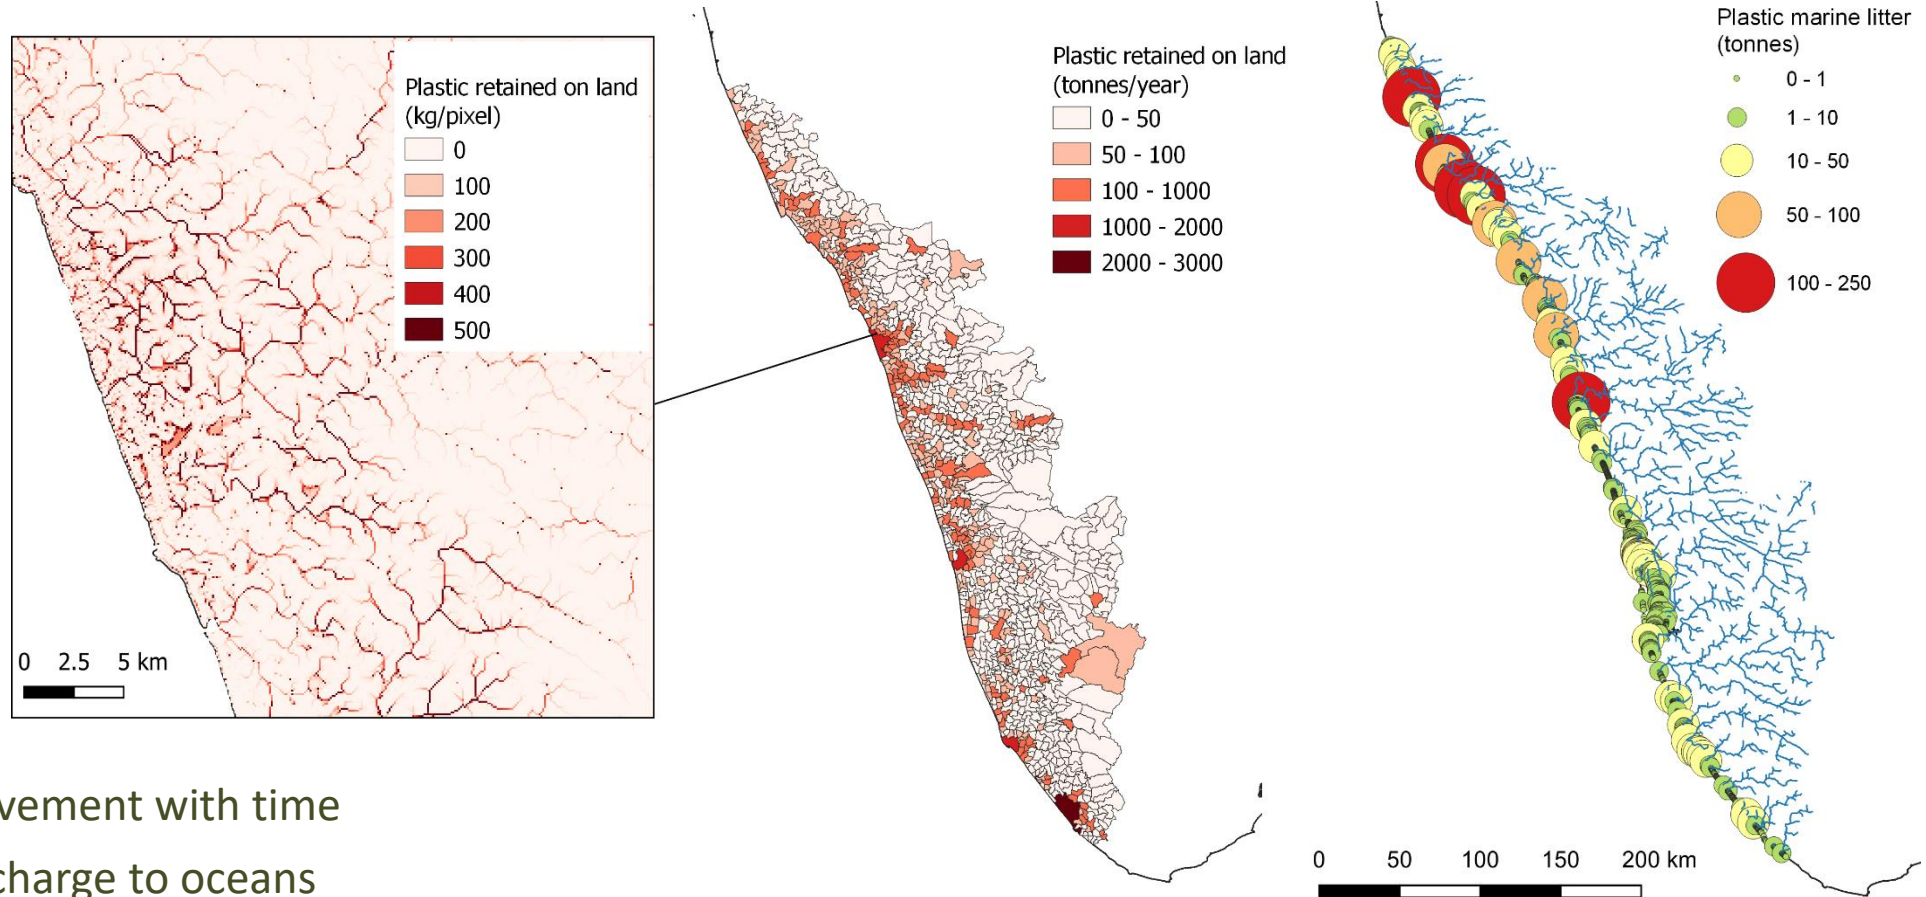 Plastic retained on land
(kg/pixel)
0
100
200
300
400
500
0 2.5 5 km
Plastic retained on land
(tonnes/year)
0 - 50
50 - 100
100 - 1000
1000 - 2000
2000 - 3000
Plastic marine litter
(tonnes)
0 - 1
1 - 10
10 - 50
50 - 100
100 - 250
0 50 100 150 200 km
vement with time
charge to oceans